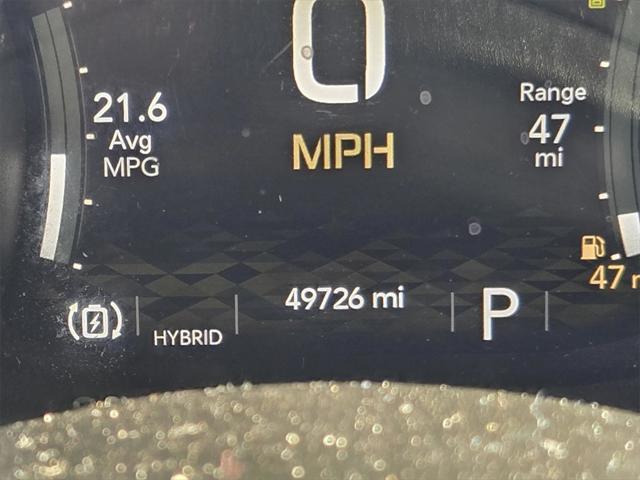 0
MPH
21.6
Avg
MPG
Range
47
mi
47
HYBRID
49726 mi
P